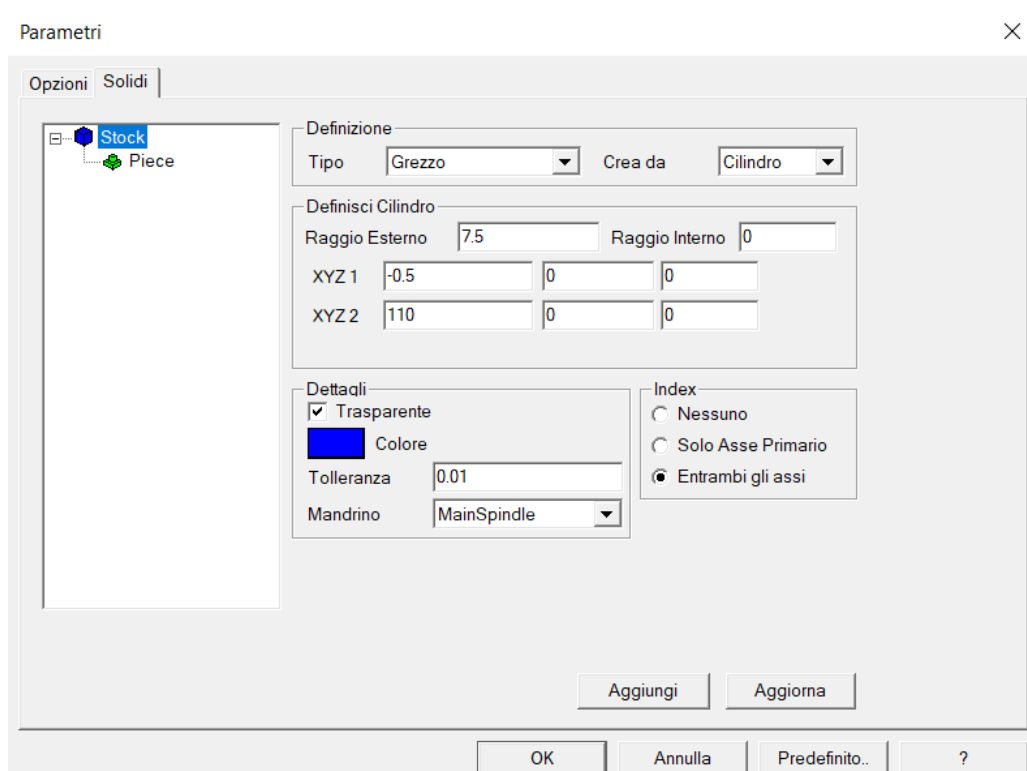 Parametri
Opzioni Solidi
Stock
Piece
Definizione
Tipo Grezzo Crea da Cilindro
Definisci Cilindro
Raggio Esterno 7.5 Raggio Interno 0
XYZ 1 -0.5 0 0
XYZ 2 110 0 0
Dettagli
Trasparente
Colore
Tolleranza 0.01
Mandrino MainSpindle
Index
Nessuno
Solo Asse Primario
Entrambi gli assi
Aggiungi Aggiorna
OK Annulla Predefinito.. ?